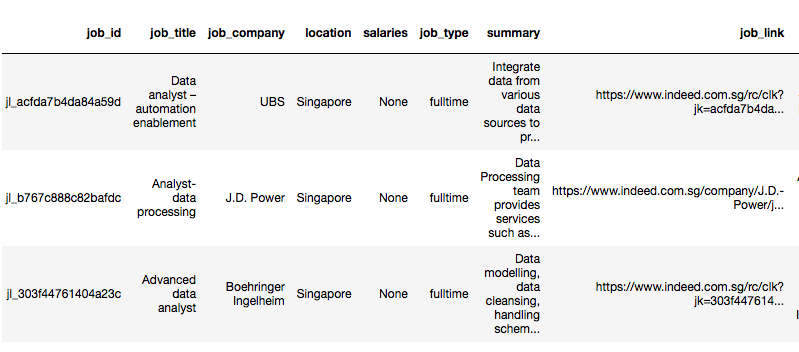 job_id job_title job_company location salaries job_type summary job_link
jl_acfda7b4da84a59d Data analyst – automation enablement UBS Singapore None fulltime Integrate data from various data sources to pr... https://www.indeed.com.sg/rc/clk?jk=acfda7b4da...
jl_b767c888c82bafdc Analyst-data processing J.D. Power Singapore None fulltime Data Processing team provides services such as... https://www.indeed.com.sg/company/J.D.-Power/j...
jl_303f44761404a23c Advanced data analyst Boehringer Ingelheim Singapore None fulltime Data modelling, data cleansing, handling schem... https://www.indeed.com.sg/rc/clk?jk=303f447614...